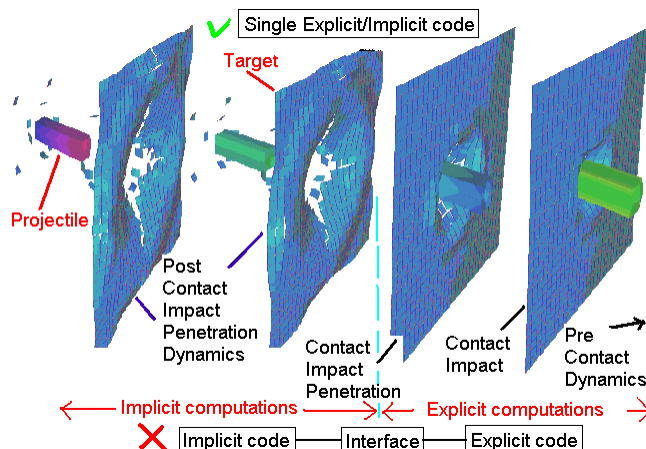 Single Explicit/Implicit code
Target
Projectile
Post
Contact
Impact
Penetration
Dynamics
Contact
Impact
Penetration
Contact
Impact
Pre
Contact
Dynamics
Implicit computations
Explicit computations
Implicit code
Interface
Explicit code